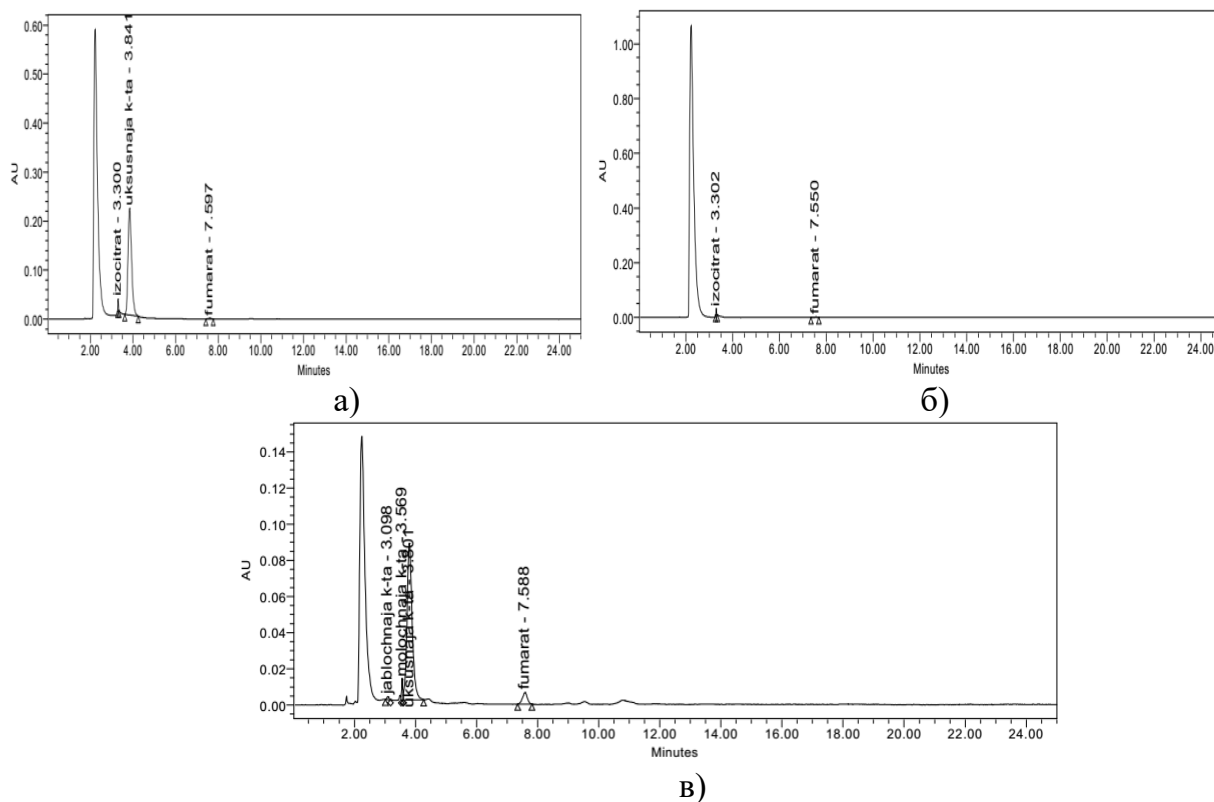 AU
0.60
0.50
0.40
0.30
0.20
0.10
0.00
izocitrat - 3.300
uksusnaja k-ta - 3.841
fumarat - 7.597
2.00 4.00 6.00 8.00 10.00 12.00 14.00 16.00 18.00 20.00 22.00 24.00
Minutes
а)
AU
1.00
0.80
0.60
0.40
0.20
0.00
izocitrat - 3.302
fumarat - 7.550
2.00 4.00 6.00 8.00 10.00 12.00 14.00 16.00 18.00 20.00 22.00 24.00
Minutes
б)
AU
0.14
0.12
0.10
0.08
0.06
0.04
0.02
0.00
jablochnaja k-ta - 3.098
molochnaja k-ta - 3.569
uksusnaja k-ta - 3.801
fumarat - 7.588
2.00 4.00 6.00 8.00 10.00 12.00 14.00 16.00 18.00 20.00 22.00 24.00
Minutes
в)